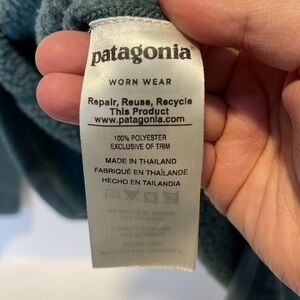 patagonia
WORN WEAR
Repair, Reuse, Recycle
This Product
www.patagonia.com
100% POLYESTER
EXCLUSIVE OF TRIM
MADE IN THAILAND
FABRIQUÉ EN THAÏLANDE
HECHO EN TAILANDIA